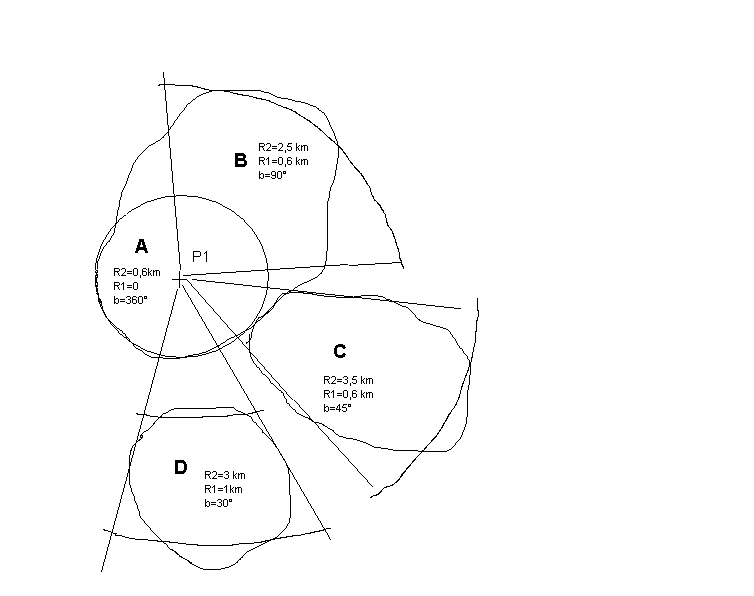 B
R2=2,5 km
R1=0,6 km
b=90°
A
P1
R2=0,6km
R1=0
b=360°
C
R2=3,5 km
R1=0,6 km
b=45°
D
R2=3 km
R1=1km
b=30°